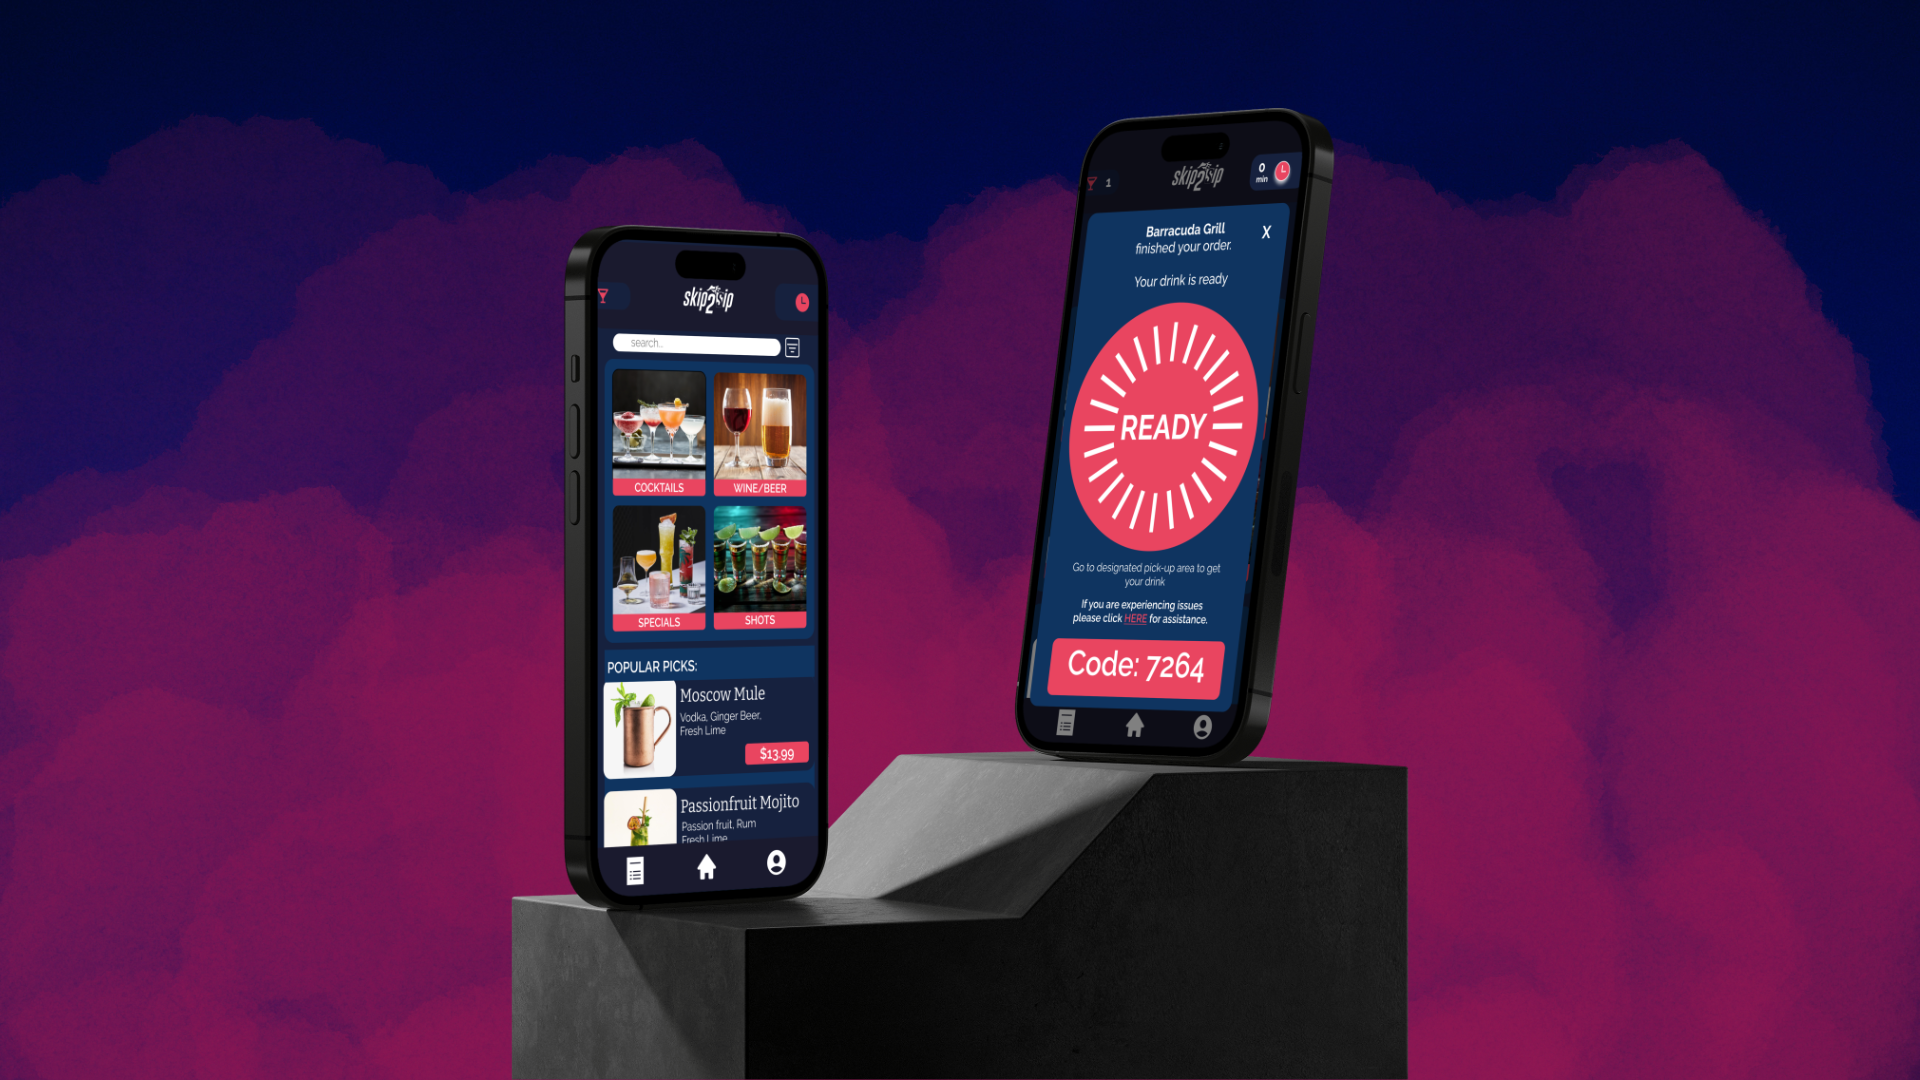 skip2sip
search..
COCKTAILS
WINE/BEER
SPECIALS
SHOTS
POPULAR PICKS:
Moscow Mule
Vodka, Ginger Beer,
Fresh Lime
$13.99
Passionfruit Mojito
Passion fruit, Rum
Fresh Lime
1
skip2sip
0
min
Barracuda Grill
X
finished your order.
Your drink is ready
READY
Go to designated pick-up area to get
your drink
If you are experiencing issues
please click HERE for assistance.
Code: 7264